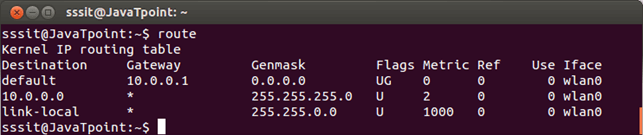 sssit@JavaTpoint: ~
sssit@JavaTpoint:~$ route
Kernel IP routing table
Destination     Gateway         Genmask         Flags Metric Ref    Use Iface
default         10.0.0.1        0.0.0.0         UG    0      0        0 wlan0
10.0.0.0        *               255.255.255.0   U     2      0        0 wlan0
link-local      *               255.255.0.0     U     1000   0        0 wlan0
sssit@JavaTpoint:~$